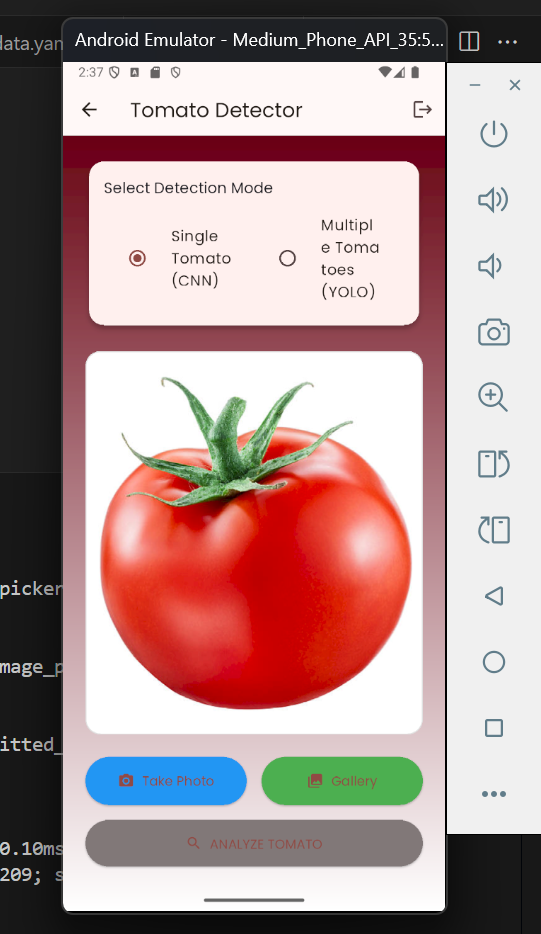 data.yam
Android Emulator - Medium_Phone_API_35:5...
2:37
Tomato Detector
Select Detection Mode
Single
Tomato
(CNN)
Multipl
e Toma
toes
(YOLO)
picker
mage_p
itted_
Take Photo
Gallery
0.10ms
ANALYZE TOMATO
209; s